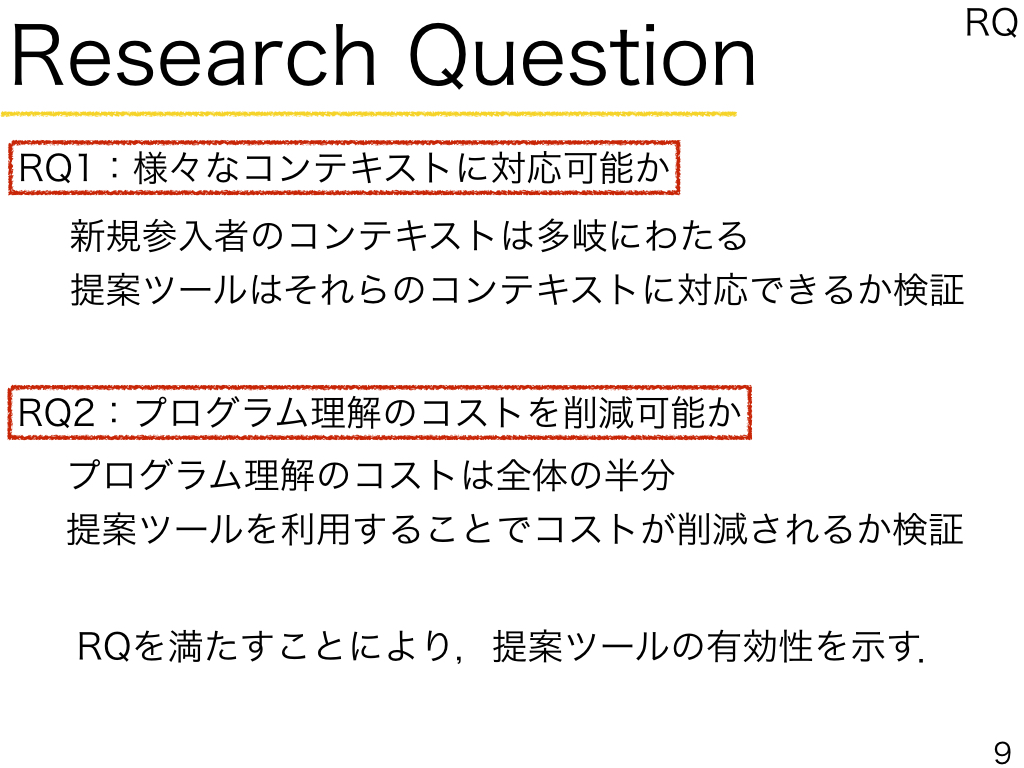 RQ
Research Question
RQ1：様々なコンテキストに対応可能か
新規参入者のコンテキストは多岐にわたる
提案ツールはそれらのコンテキストに対応できるか検証
RQ2：プログラム理解のコストを削減可能か
プログラム理解のコストは全体の半分
提案ツールを利用することでコストが削減されるか検証
RQを満たすことにより，提案ツールの有効性を示す．
9